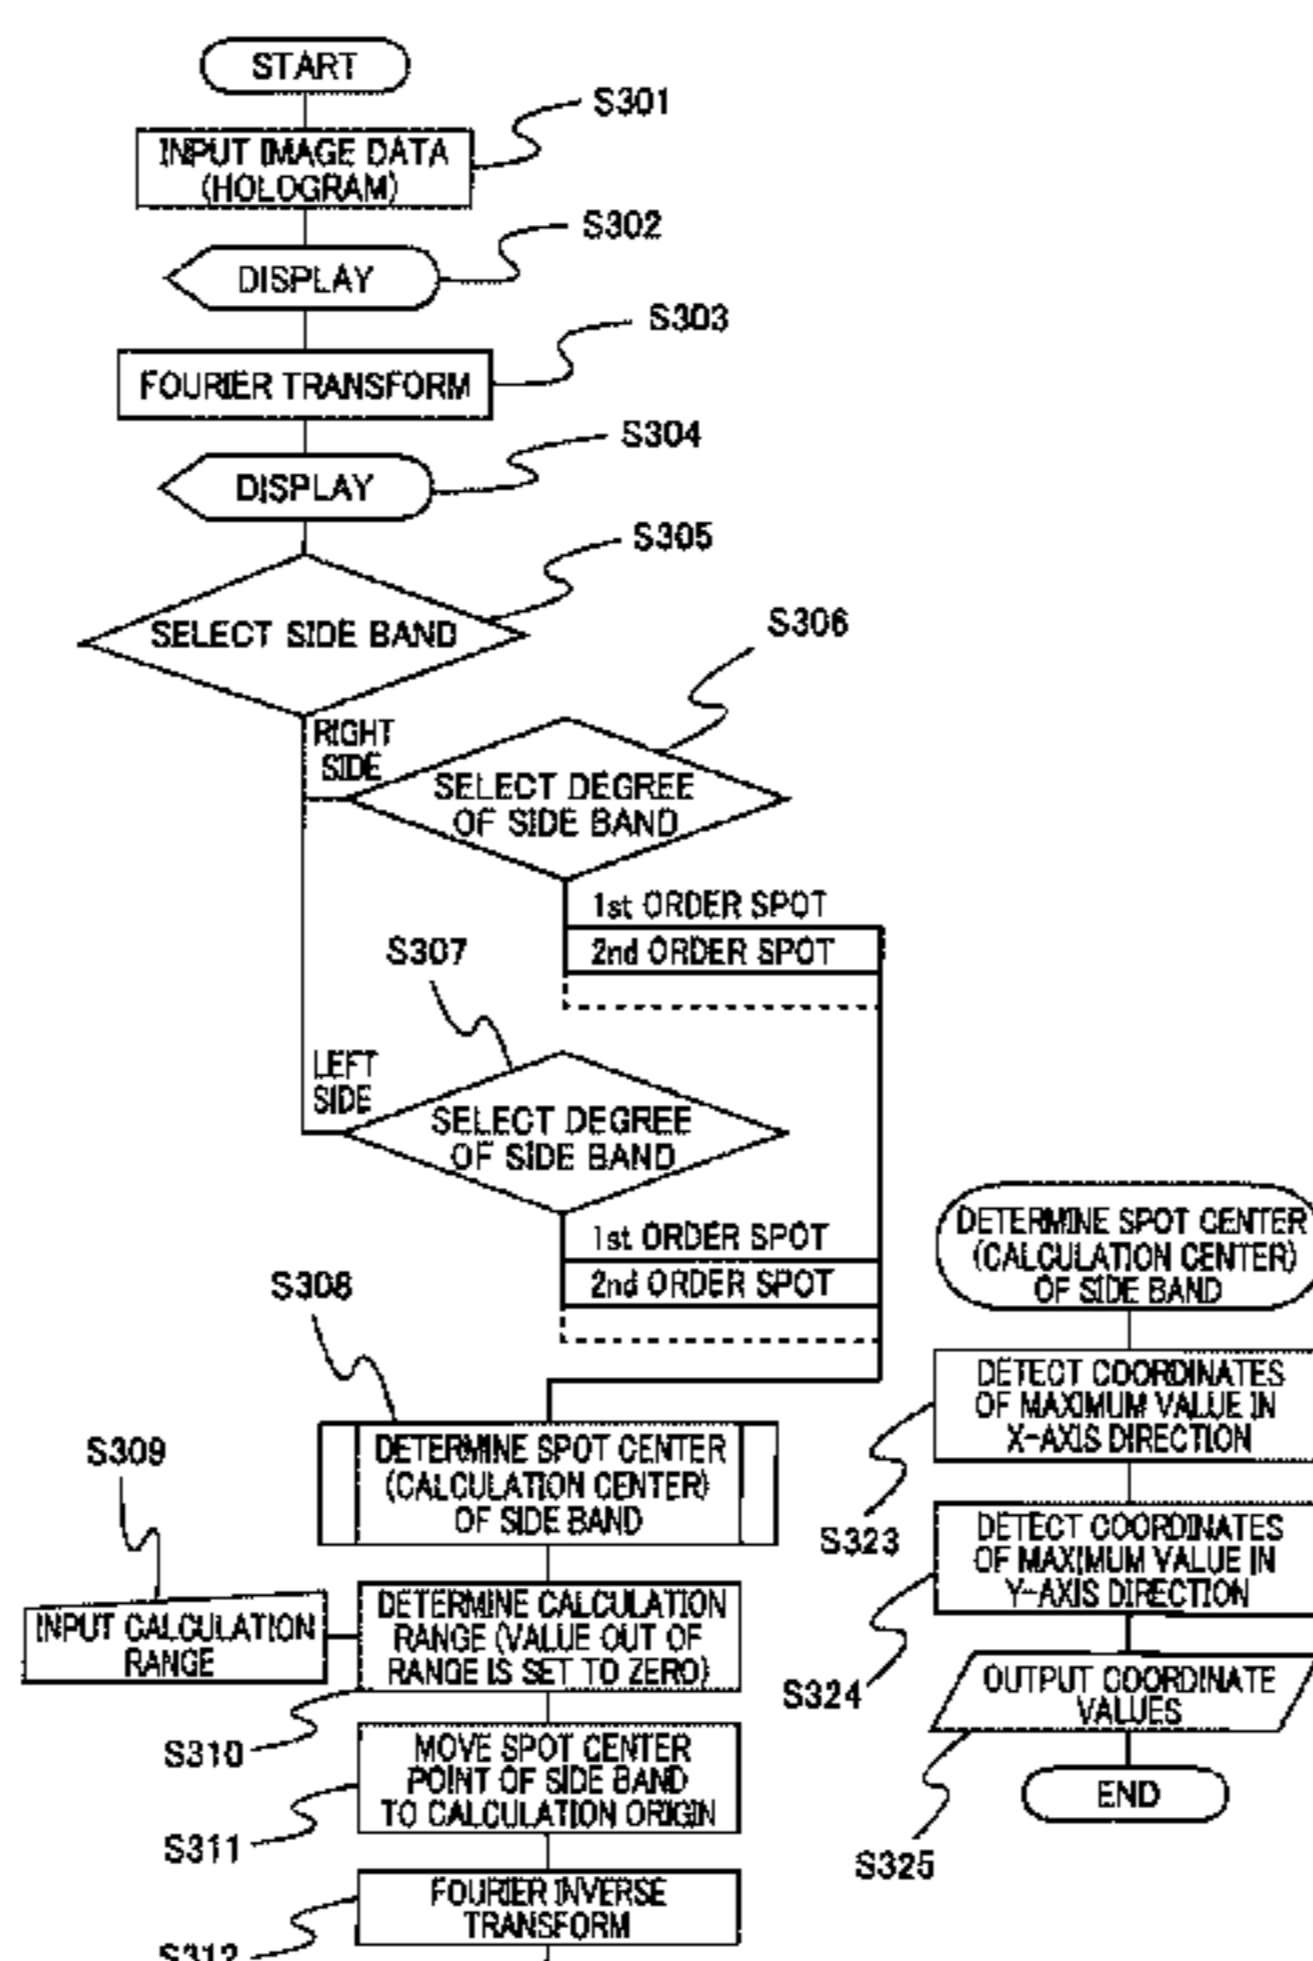 START
S301
INPUT IMAGE DATA
(HOLOGRAM)
S302
DISPLAY
S303
FOURIER TRANSFORM
S304
DISPLAY
S305
SELECT SIDE BAND
S306
RIGHT
SIDE
SELECT DEGREE
OF SIDE BAND
1st ORDER SPOT
2nd ORDER SPOT
S307
LEFT
SIDE
SELECT DEGREE
OF SIDE BAND
1st ORDER SPOT
2nd ORDER SPOT
S308
DETERMINE SPOT CENTER
(CALCULATION CENTER)
OF SIDE BAND
S309
INPUT CALCULATION
RANGE
DETERMINE CALCULATION
RANGE (VALUE OUT OF
RANGE IS SET TO ZERO)
S310
MOVE SPOT CENTER
POINT OF SIDE BAND
TO CALCULATION ORIGIN
S311
FOURIER INVERSE
TRANSFORM
S312
DETERMINE SPOT CENTER
(CALCULATION CENTER)
OF SIDE BAND
DETECT COORDINATES
OF MAXIMUM VALUE IN
X-AXIS DIRECTION
S323
DETECT COORDINATES
OF MAXIMUM VALUE IN
Y-AXIS DIRECTION
S324
OUTPUT COORDINATE
VALUES
S325
END